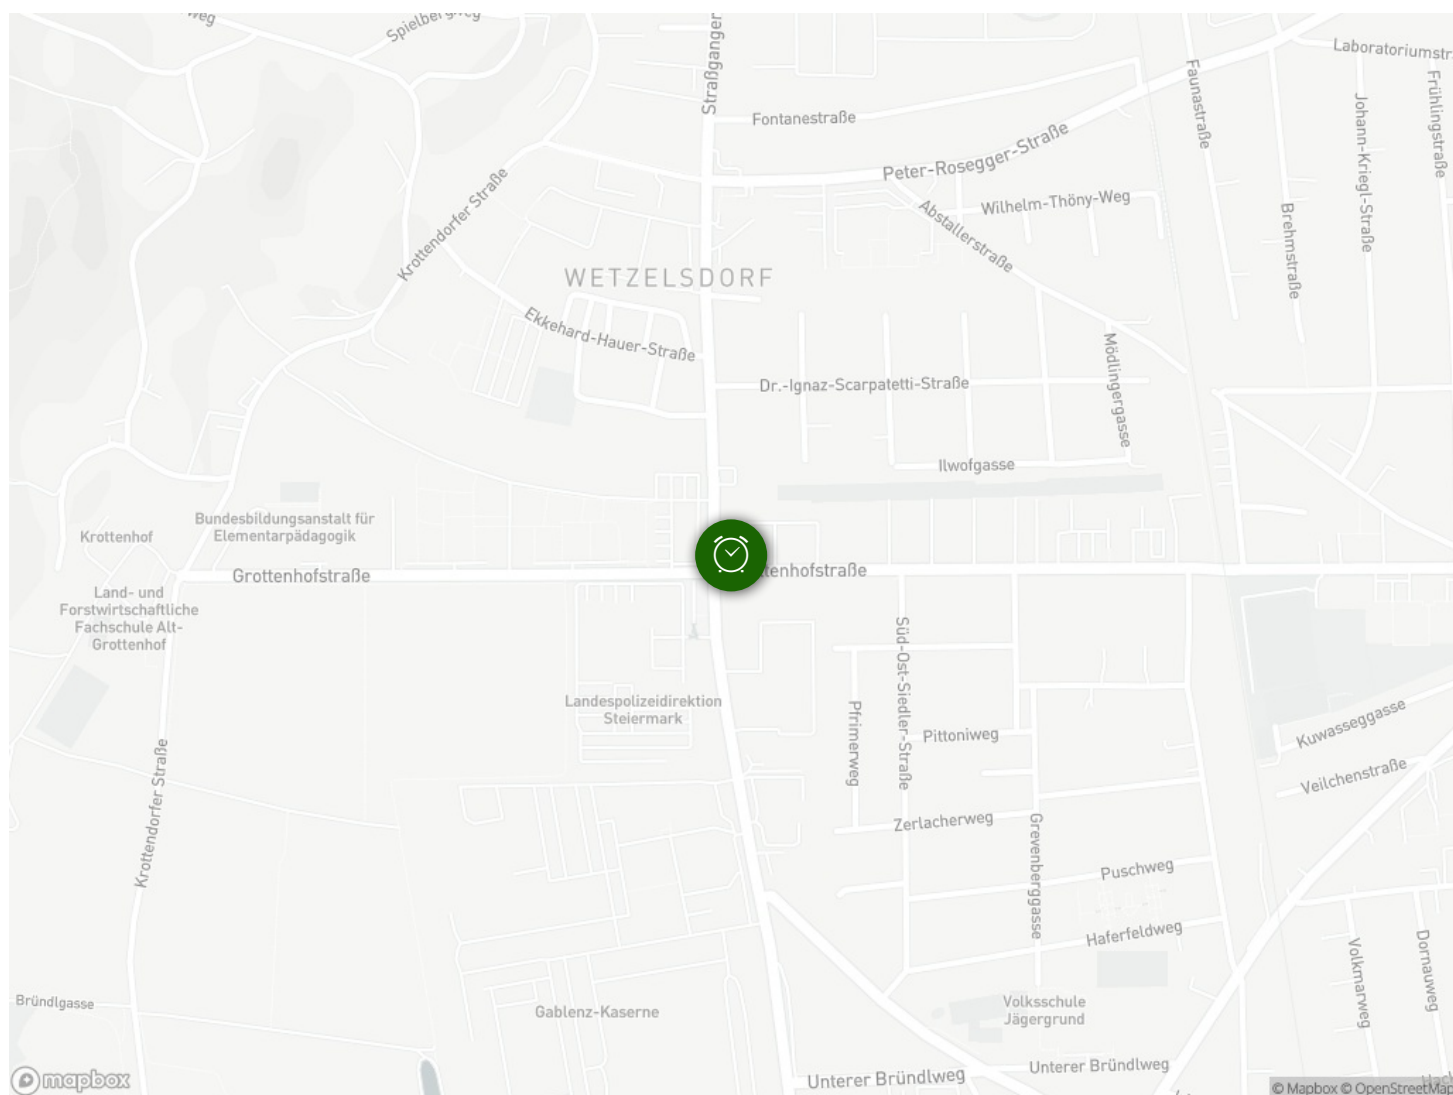 Spielbergweg
Straßganger
Laboratoriumstr
Fontanestraße
Faunastraße
Johann-Kriegl-Straße
Frühlingstraße
Peter-Rosegger-Straße
Krottendorfer Straße
Wilhelm-Thöny-Weg
Abstallerstraße
Brehmstraße
WETZELSDORF
Ekkehard-Hauer-Straße
Mödlingergasse
Dr.-Ignaz-Scarpatetti-Straße
Ilwofgasse
Bundesbildungsanstalt für
Elementarpädagogik
Krottenhof
Grottenhofstraße
tenhofstraße
Land- und
Forstwirtschaftliche
Fachschule Alt-
Grottenhof
Süd-Ost-Siedler-Straße
Landespolizeidirektion
Steiermark
Pfrimerweg
Pittoniweg
Kuwasseggasse
Veilchenstraße
Krottendorfer Straße
Zerlacherweg
Grevenberggasse
Puschweg
Haferfeldweg
Volkmarweg
Dornauweg
Bründlgasse
Gablenz-Kaserne
Volksschule
Jägergrund
Unterer Bründlweg
Unterer Bründlweg
mapbox
© Mapbox © OpenStreetMap